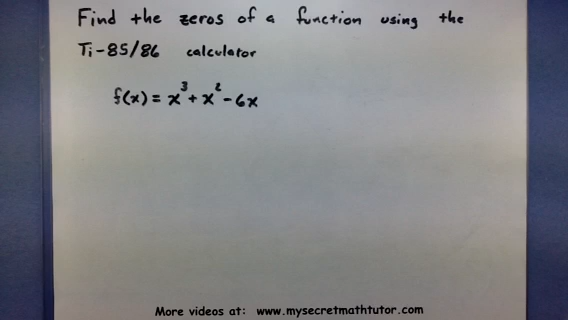 Find the zeros of a function using the
Ti-85/86 calculator
f(x) = x³ + x² - 6x
More videos at: www.mysecretmathtutor.com